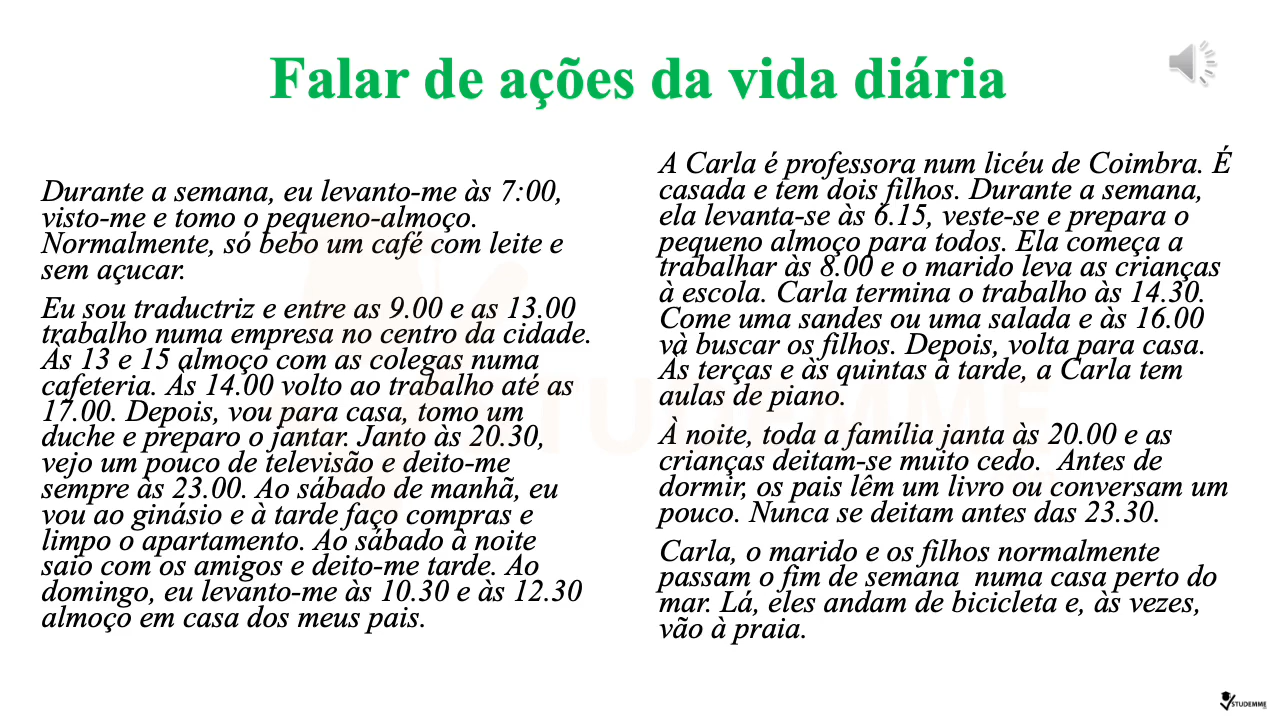 Falar de ações da vida diária
Durante a semana, eu levanto-me às 7:00,
visto-me e tomo o pequeno-almoço.
Normalmente, só bebo um café com leite e
sem açucar.
Eu sou traductriz e entre as 9.00 e as 13.00
trabalho numa empresa no centro da cidade.
Ás 13 e 15 almoço com as colegas numa
cafeteria. Às 14.00 volto ao trabalho até as
17.00. Depois, vou para casa, tomo um
duche e preparo o jantar. Janto às 20.30,
vejo um pouco de televisão e deito-me
sempre às 23.00. Ao sábado de manhã, eu
vou ao ginásio e à tarde faço compras e
limpo o apartamento. Ao sábado à noite
saio com os amigos e deito-me tarde. Ao
domingo, eu levanto-me às 10.30 e às 12.30
almoço em casa dos meus pais.
A Carla é professora num licéu de Coimbra. É
casada e tem dois filhos. Durante a semana,
ela levanta-se às 6.15, veste-se e prepara o
pequeno almoço para todos. Ela começa a
trabalhar às 8.00 e o marido leva as crianças
à escola. Carla termina o trabalho às 14.30.
Come uma sandes ou uma salada e às 16.00
và buscar os filhos. Depois, volta para casa.
Às terças e às quintas à tarde, a Carla tem
aulas de piano.
À noite, toda a família janta às 20.00 e as
crianças deitam-se muito cedo.  Antes de
dormir, os pais lêm um livro ou conversam um
pouco. Nunca se deitam antes das 23.30.
Carla, o marido e os filhos normalmente
passam o fim de semana  numa casa perto do
mar. Lá, eles andam de bicicleta e, às vezes,
vão à praia.
STUDEMME
STUDEMME